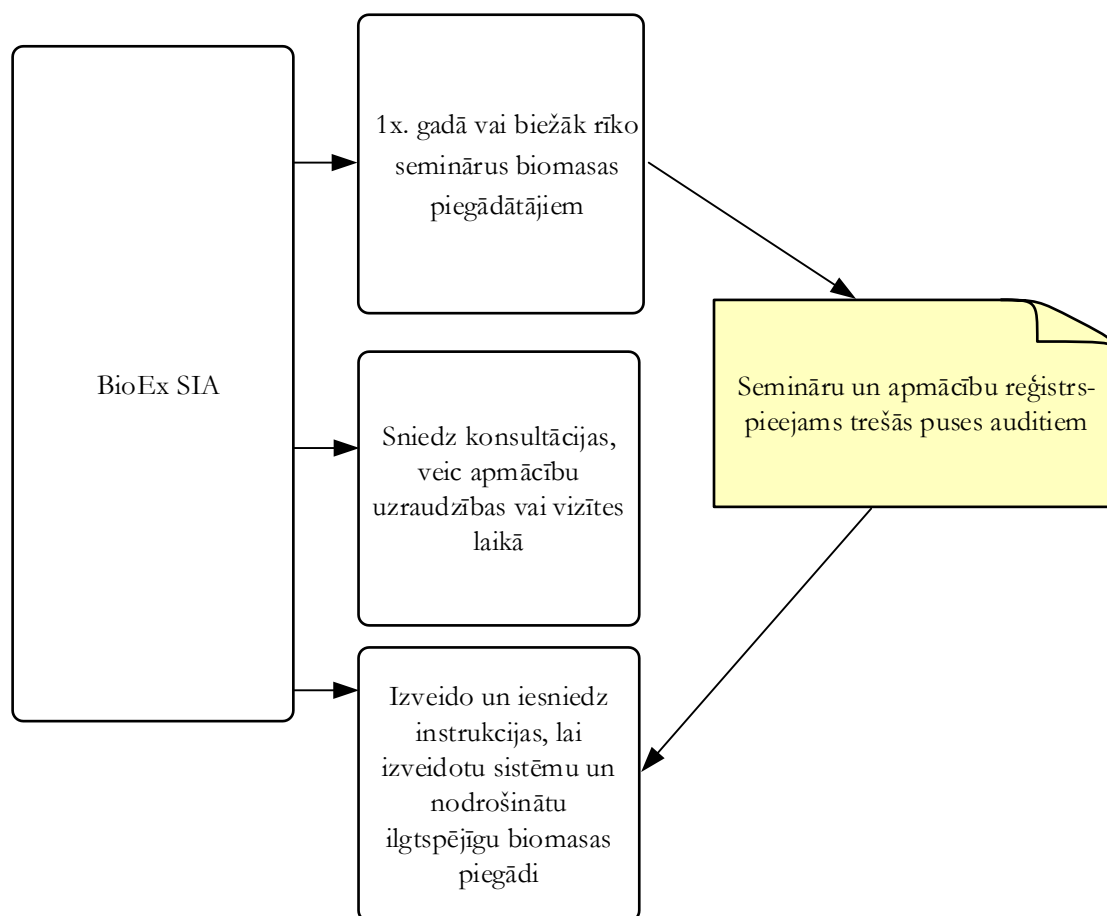 BioEx SIA
1x. gadā vai biežāk rīko
seminārus biomasas
piegādātājiem
Sniedz konsultācijas,
veic apmācību
uzraudzības vai vizītes
laikā
Izveido un iesniedz
instrukcijas, lai
izveidotu sistēmu un
nodrošinātu
ilgtspējīgu biomasas
piegādi
Semināru un apmācību reģistrs-
pieejams trešās puses auditiem